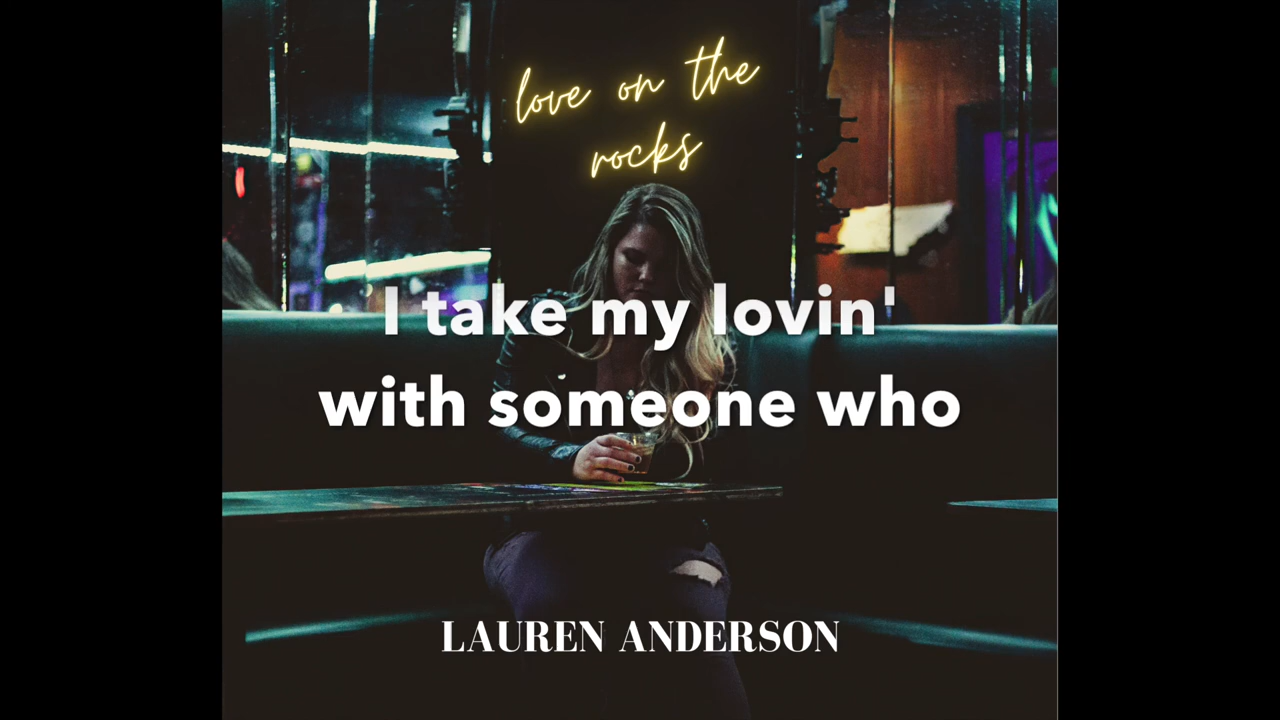 love on the
rocks
I take my lovin'
with someone who
LAUREN ANDERSON